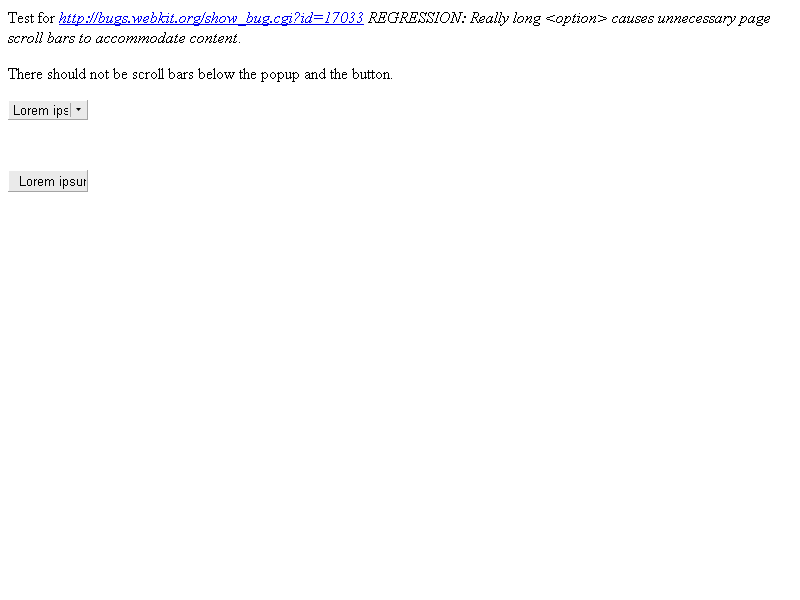 Test for http://bugs.webkit.org/show_bug.cgi?id=17033 REGRESSION: Really long <option> causes unnecessary page
scroll bars to accommodate content.
There should not be scroll bars below the popup and the button.
Lorem ips
Lorem ipsur